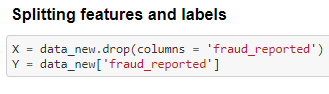 Splitting features and labels
X = data_new.drop(columns = 'fraud_reported')
Y = data_new['fraud_reported']